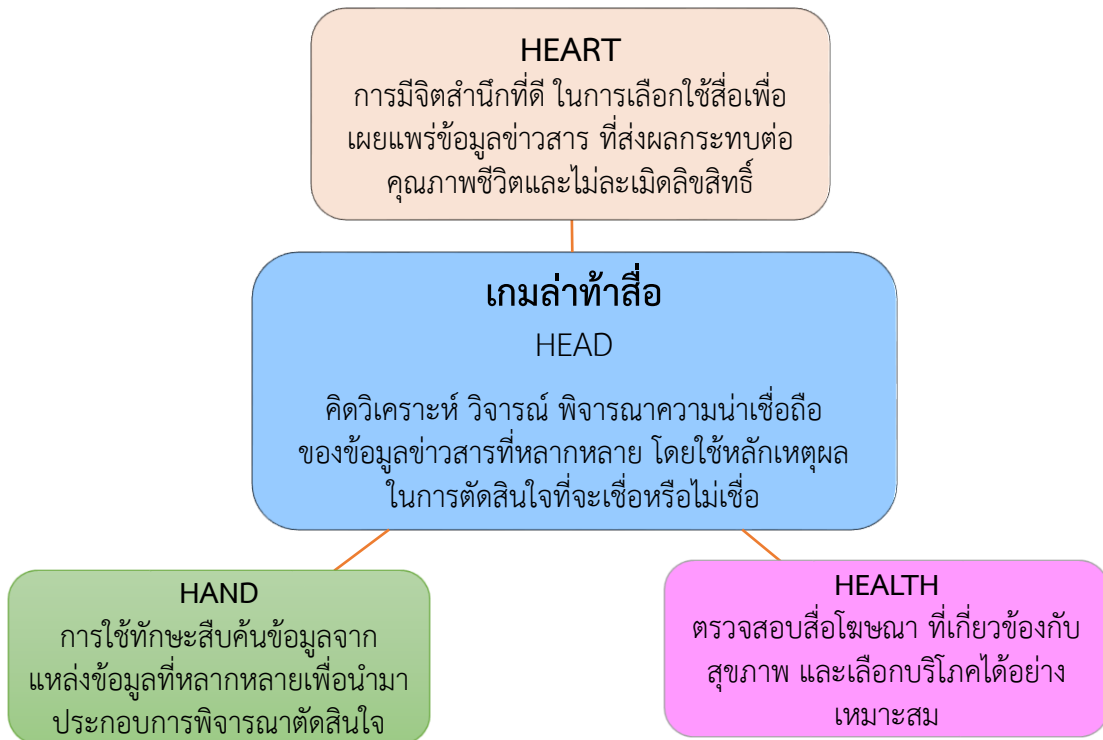 HEART
การมีจิตสำนึกที่ดี ในการเลือกใช้สื่อเพื่อ
เผยแพร่ข้อมูลข่าวสาร ที่ส่งผลกระทบต่อ
คุณภาพชีวิตและไม่ละเมิดลิขสิทธิ์
เกมล่าท้าสื่อ
HEAD
คิดวิเคราะห์ วิจารณ์ พิจารณาความน่าเชื่อถือ
ของข้อมูลข่าวสารที่หลากหลาย โดยใช้หลักเหตุผล
ในการตัดสินใจที่จะเชื่อหรือไม่เชื่อ
HAND
การใช้ทักษะสืบค้นข้อมูลจาก
แหล่งข้อมูลที่หลากหลายเพื่อนำมา
ประกอบการพิจารณาตัดสินใจ
HEALTH
ตรวจสอบสื่อโฆษณา ที่เกี่ยวข้องกับ
สุขภาพ และเลือกบริโภคได้อย่าง
เหมาะสม